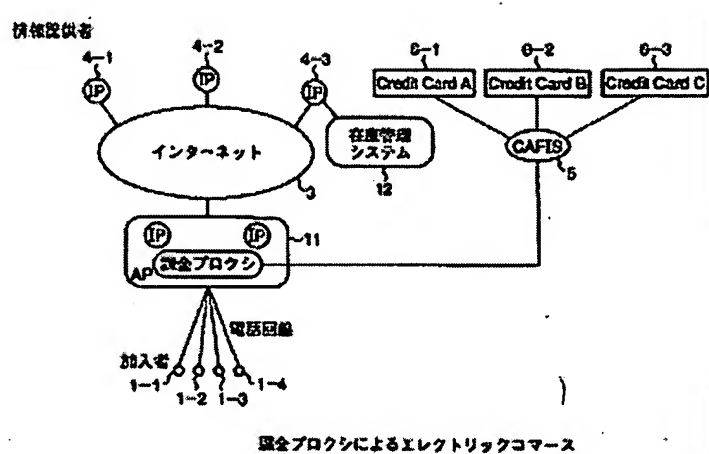 情報提供者
4-1
4-2
4-3
IP
IP
IP
インターネット
3
在庫管理
システム
12
6-1
6-2
6-3
Credit Card A
Credit Card B
Credit Card C
CAFIS
5
IP
IP
11
AP
課金プロクシ
電話回線
加入者
1-1
1-2
1-3
1-4
課金プロクシによるエレクトリックコマース